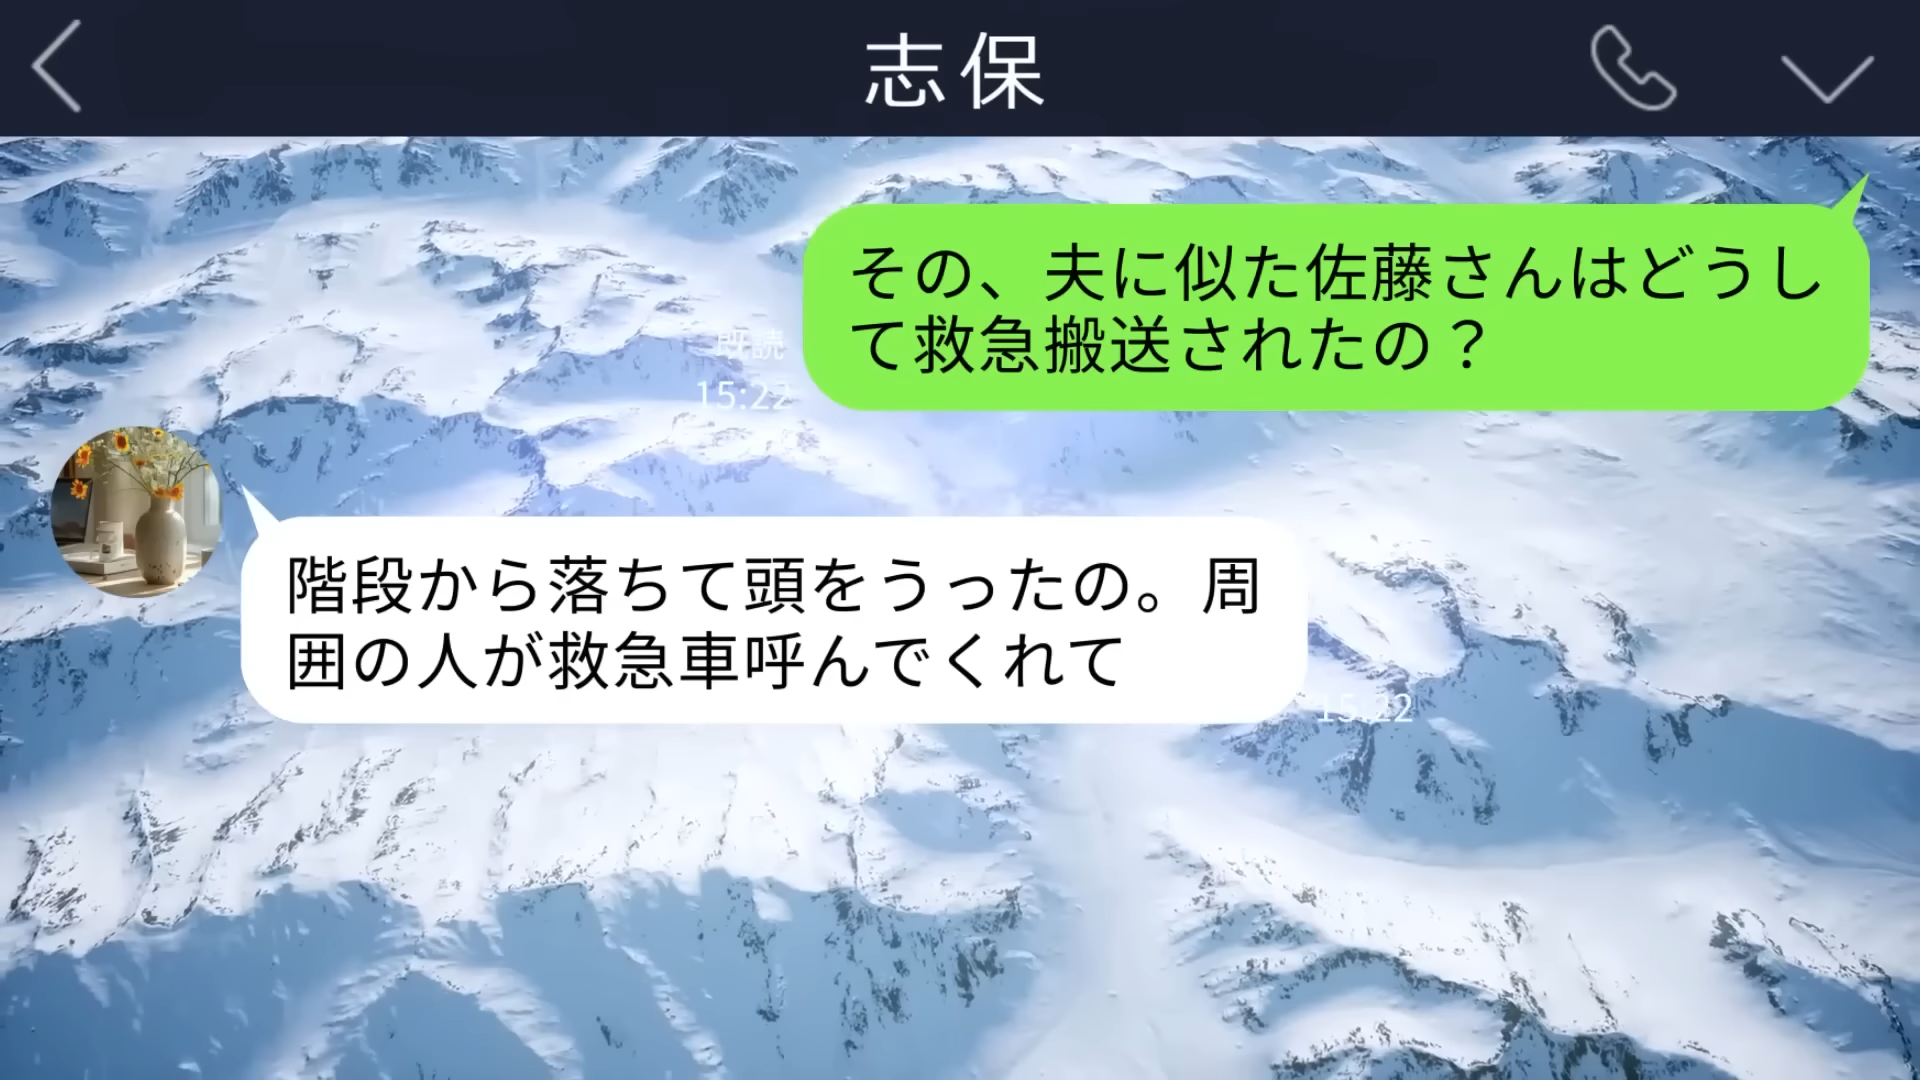 志保
その、夫に似た佐藤さんはどうし
て救急搬送されたの？
既読
15:22
階段から落ちて頭をうったの。周
囲の人が救急車呼んでくれて
15:22